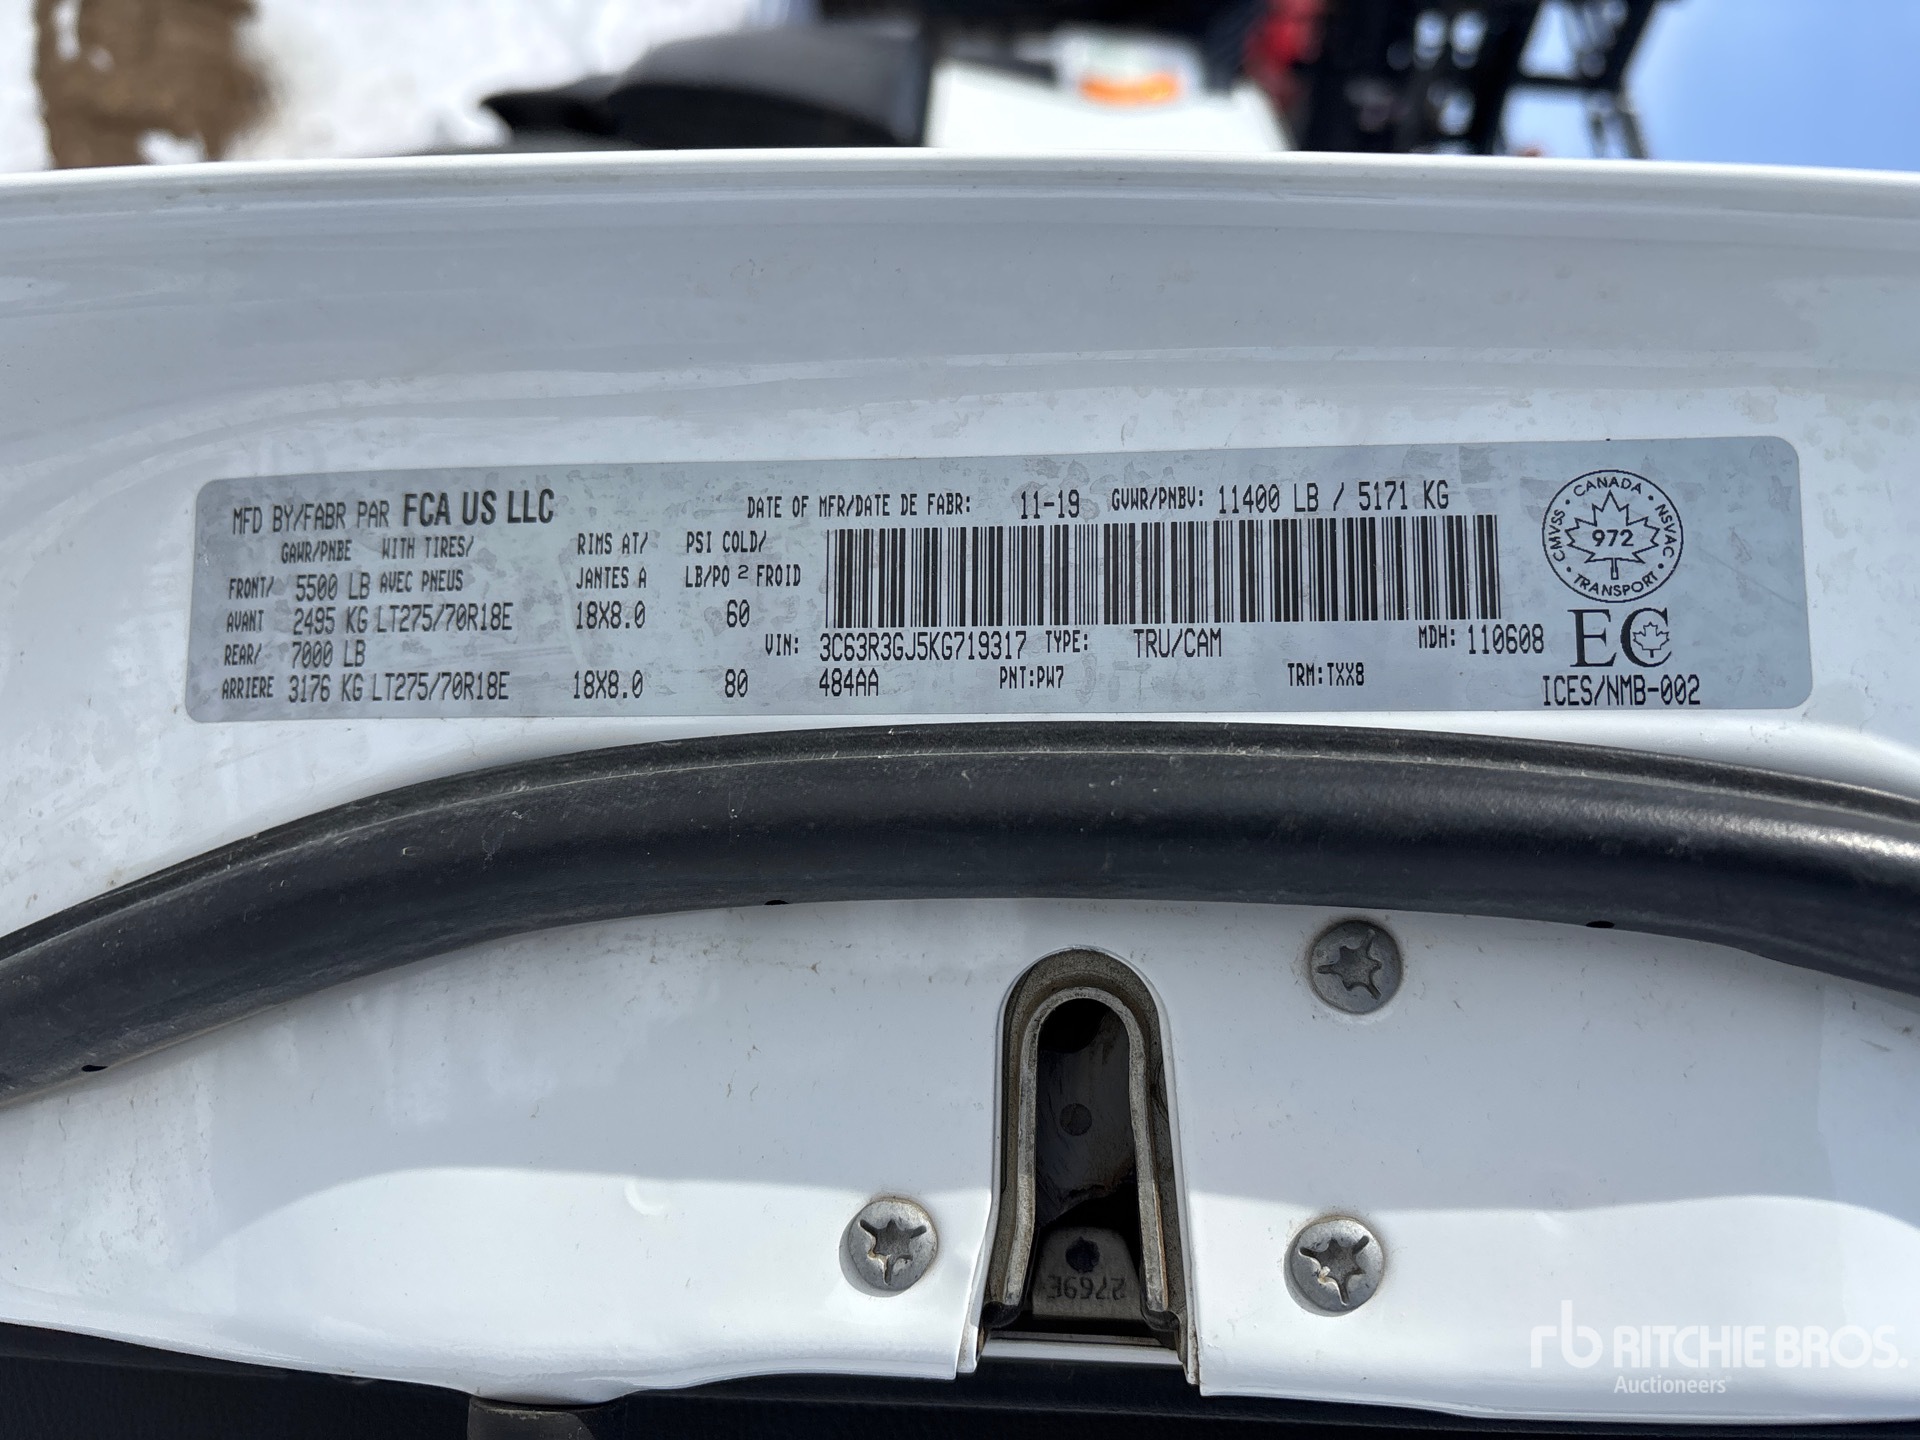 MFD BY/FABR PAR FCA US LLC DATE OF MFR/DATE DE FABR: 11-19 GVWR/PNBV: 11400 LB / 5171 KG
GAWR/PNBE WITH TIRES/ RIMS AT/ PSI COLD/
FRONT/ 5500 LB AVEC PNEUS JANTES A LB/PO 2 FROID
AVANT 2495 KG LT275/70R18E 18X8.0 60
REAR/ 7000 LB VIN: 3C63R3GJ5KG719317 TYPE: TRU/CAM MDH: 110608
ARRIERE 3176 KG LT275/70R18E 18X8.0 80 484AA PNT:PW7 TRM:TXX8
CANADA
CMVSS 972 NSVAC
TRANSPORT
EC
ICES/NMB-002
2769E
rb RITCHIE BROS.
Auctioneers